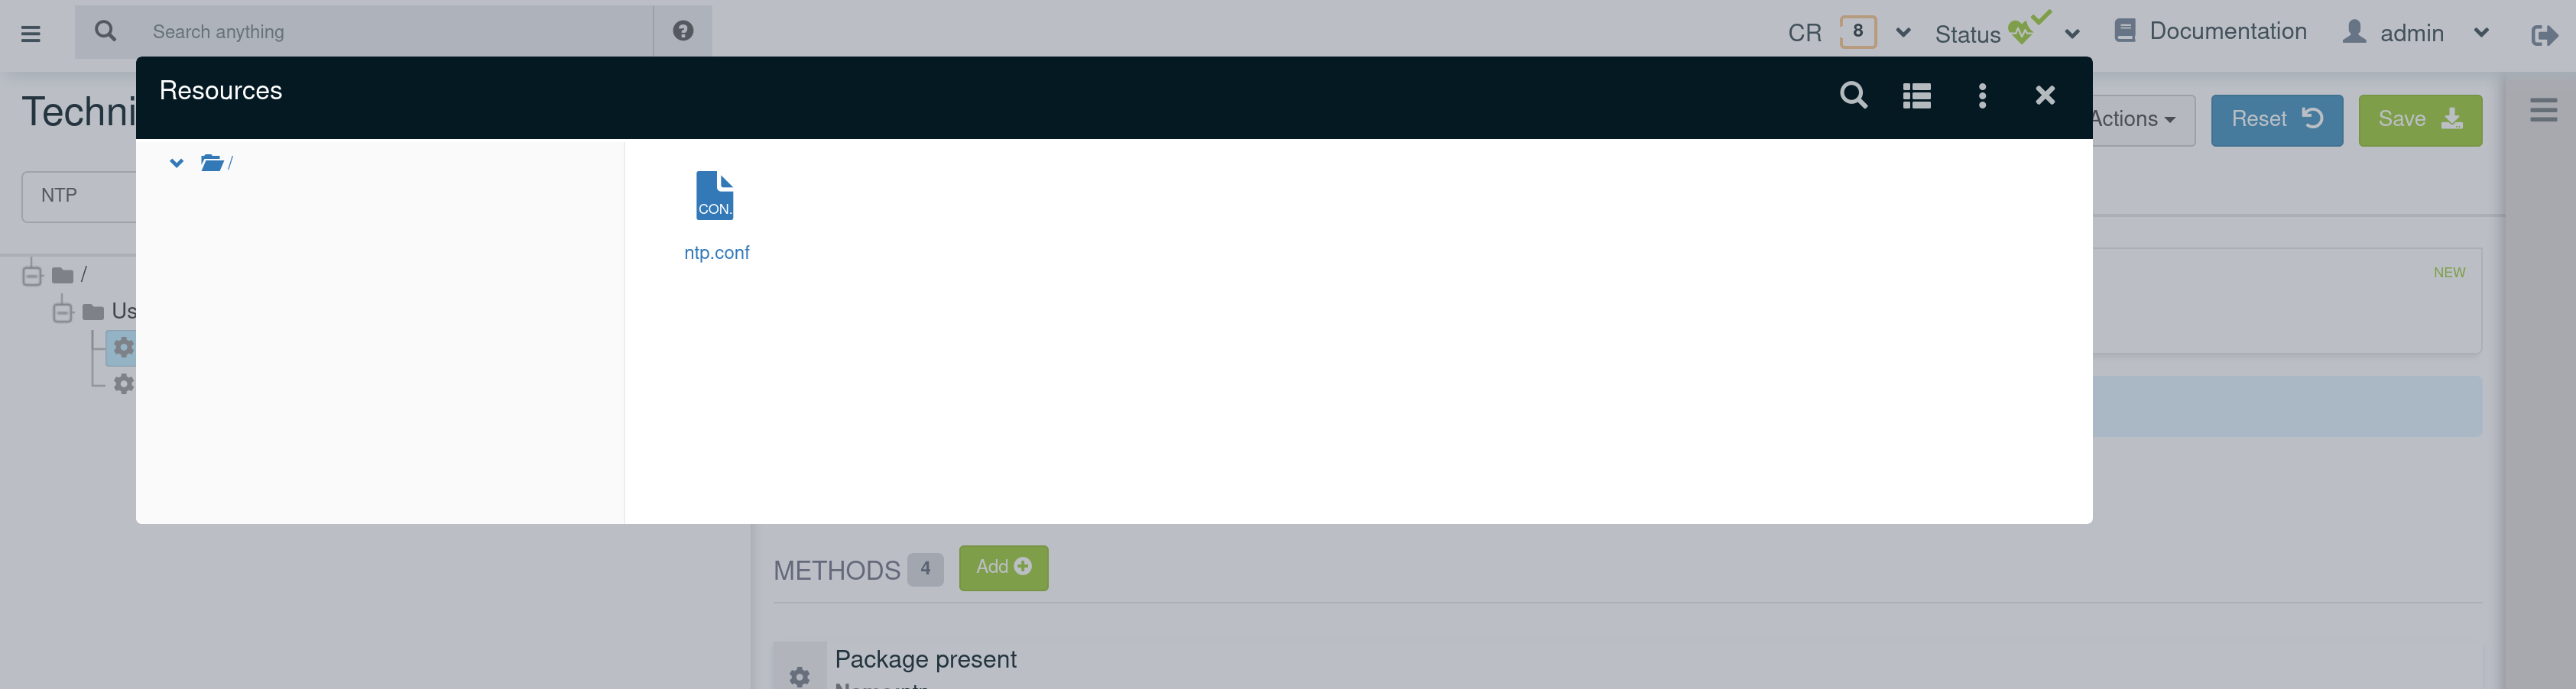 Search anything
CR 8 Status Documentation admin
Resources
Techni
Actions Reset Save
/
NTP
CON.
ntp.conf
/
NEW
Us
METHODS 4 Add
Package present